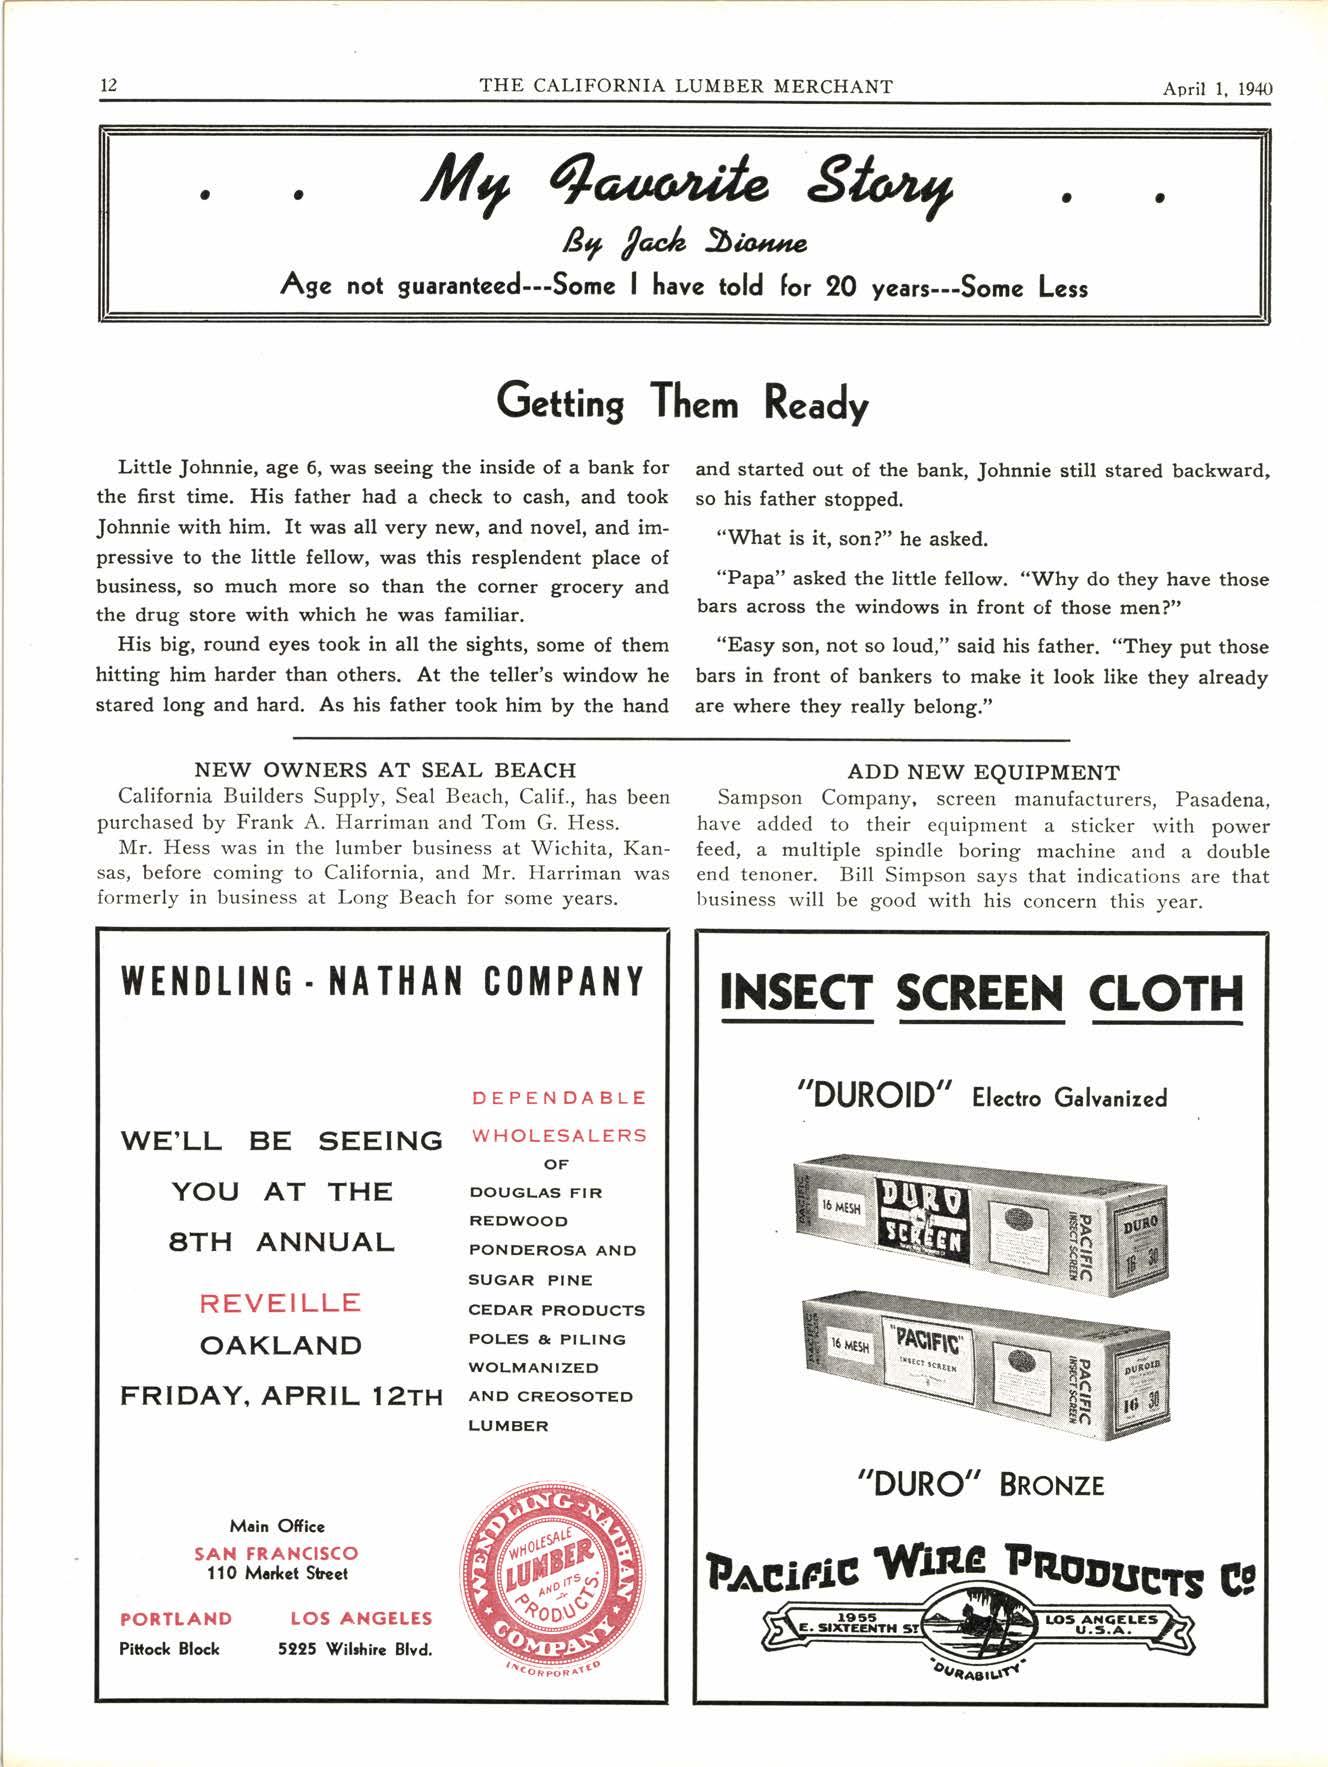 12
THE CALIFORNIA LUMBER MERCHANT
April 1, 1940
My Favorite Story
By Jack Dionne
Age not guaranteed---Some I have told for 20 years---Some Less
Getting Them Ready
Little Johnnie, age 6, was seeing the inside of a bank for
the first time. His father had a check to cash, and took
Johnnie with him. It was all very new, and novel, and im-
pressive to the little fellow, was this resplendent place of
business, so much more so than the corner grocery and
the drug store with which he was familiar.
His big, round eyes took in all the sights, some of them
hitting him harder than others. At the teller's window he
stared long and hard. As his father took him by the hand
and started out of the bank, Johnnie still stared backward,
so his father stopped.
"What is it, son?" he asked.
"Papa" asked the little fellow. "Why do they have those
bars across the windows in front of those men?"
"Easy son, not so loud," said his father. "They put those
bars in front of bankers to make it look like they already
are where they really belong."
NEW OWNERS AT SEAL BEACH
California Builders Supply, Seal Beach, Calif., has been
purchased by Frank A. Harriman and Tom G. Hess.
Mr. Hess was in the lumber business at Wichita, Kan-
sas, before coming to California, and Mr. Harriman was
formerly in business at Long Beach for some years.
ADD NEW EQUIPMENT
Sampson Company, screen manufacturers, Pasadena,
have added to their equipment a sticker with power
feed, a multiple spindle boring machine and a double
end tenoner. Bill Simpson says that indications are that
business will be good with his concern this year.
WENDLING - NATHAN COMPANY
WE'LL BE SEEING
YOU AT THE
8TH ANNUAL
REVEILLE
OAKLAND
FRIDAY, APRIL 12TH
DEPENDABLE
WHOLESALERS
OF
DOUGLAS FIR
REDWOOD
PONDEROSA AND
SUGAR PINE
CEDAR PRODUCTS
POLES & PILING
WOLMANIZED
AND CREOSOTED
LUMBER
Main Office
SAN FRANCISCO
110 Market Street
PORTLAND
Pittock Block
LOS ANGELES
5225 Wilshire Blvd.
WENDLING-NATHAN
COMPANY
INCORPORATED
WHOLESALE
LUMBER
AND ITS
PRODUCTS.
INSECT SCREEN CLOTH
"DUROID" Electro Galvanized
16 MESH
DURO
SCREEN
PACIFIC
INSECT SCREEN
DURO
16 30
16 MESH
"PACIFIC"
INSECT SCREEN
PACIFIC
INSECT SCREEN
DUROID
16 30
"DURO" BRONZE
PACIFIC WIRE PRODUCTS Co
1955
E. SIXTEENTH ST
LOS ANGELES
U.S.A.
"DURABILITY"